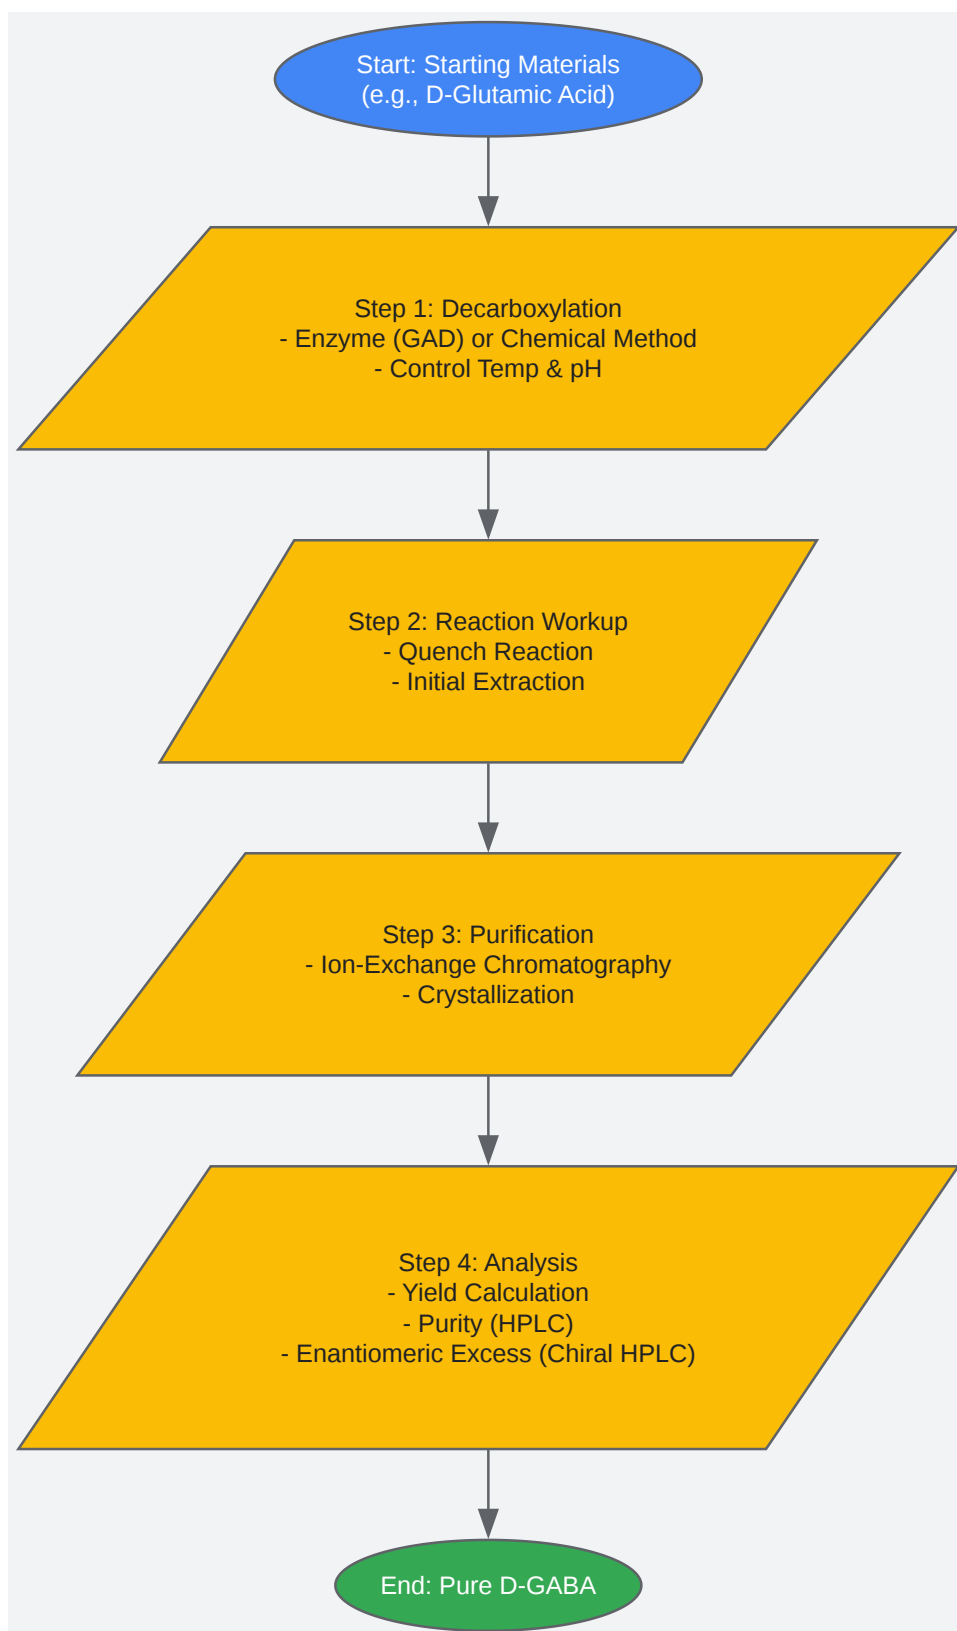 Start: Starting Materials
(e.g., D-Glutamic Acid)
Step 1: Decarboxylation
- Enzyme (GAD) or Chemical Method
- Control Temp & pH
Step 2: Reaction Workup
- Quench Reaction
- Initial Extraction
Step 3: Purification
- Ion-Exchange Chromatography
- Crystallization
Step 4: Analysis
- Yield Calculation
- Purity (HPLC)
- Enantiomeric Excess (Chiral HPLC)
End: Pure D-GABA